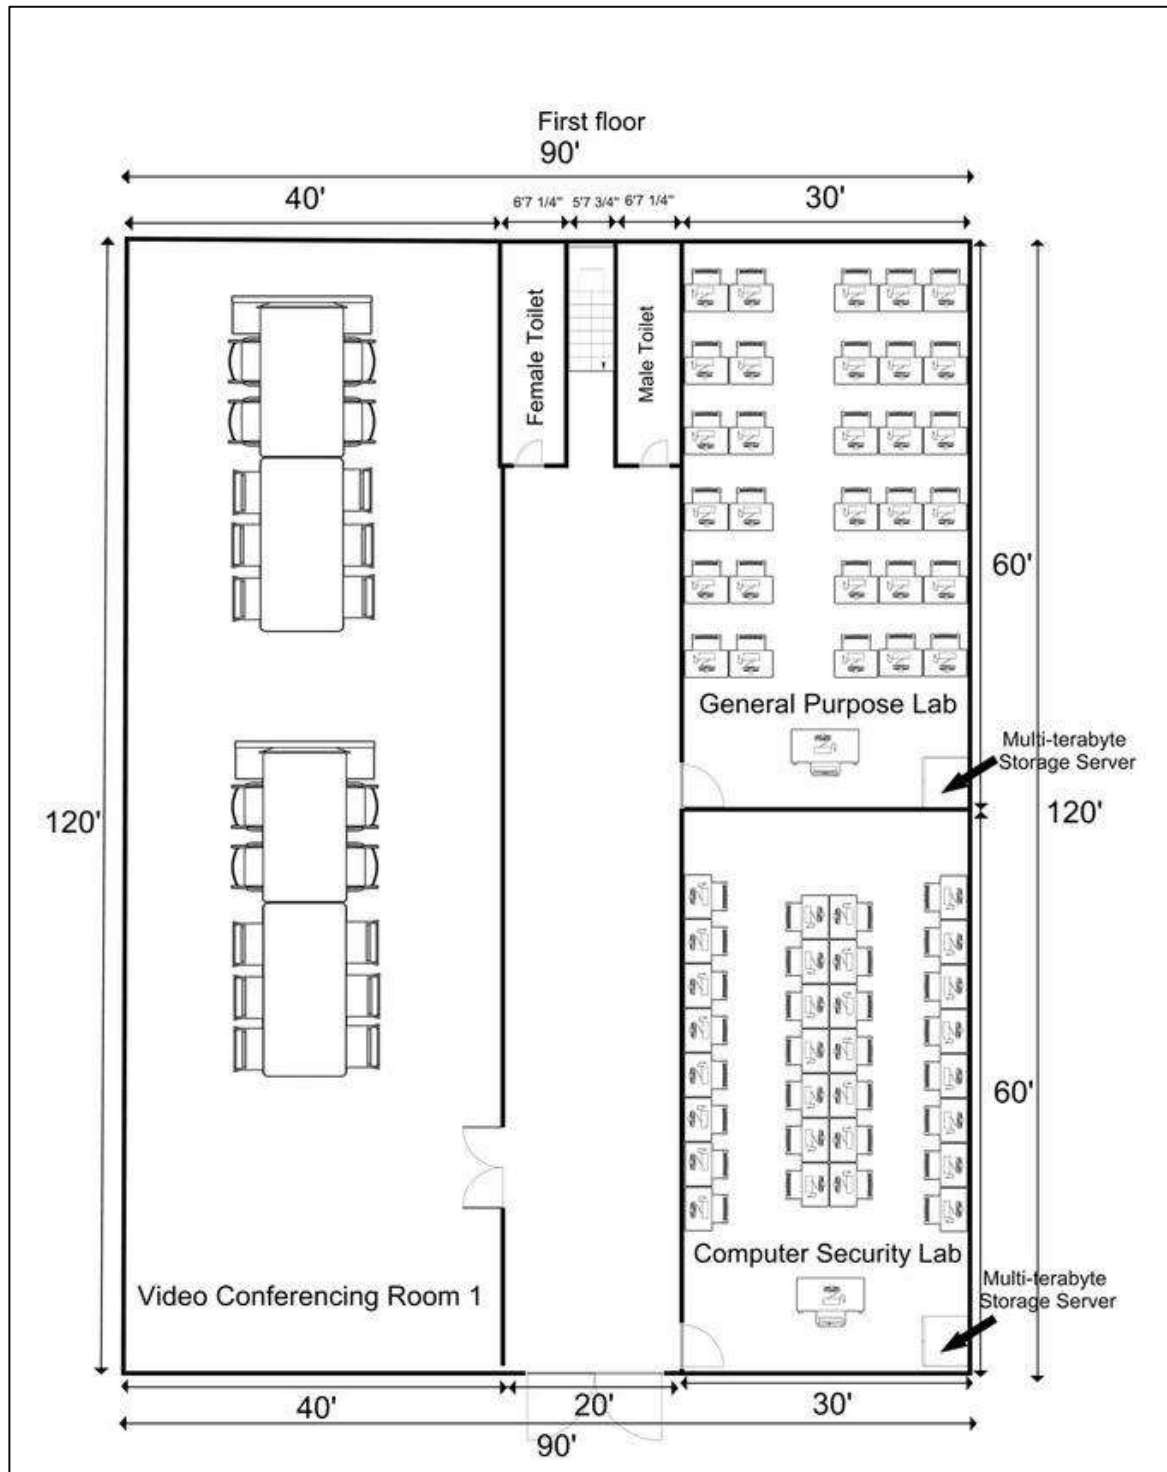 First floor
90'
40'
6'7 1/4"
5'7 3/4"
6'7 1/4"
30'
Female Toilet
Male Toilet
60'
General Purpose Lab
Multi-terabyte
Storage Server
120'
120'
60'
Computer Security Lab
Multi-terabyte
Storage Server
Video Conferencing Room 1
40'
20'
30'
90'